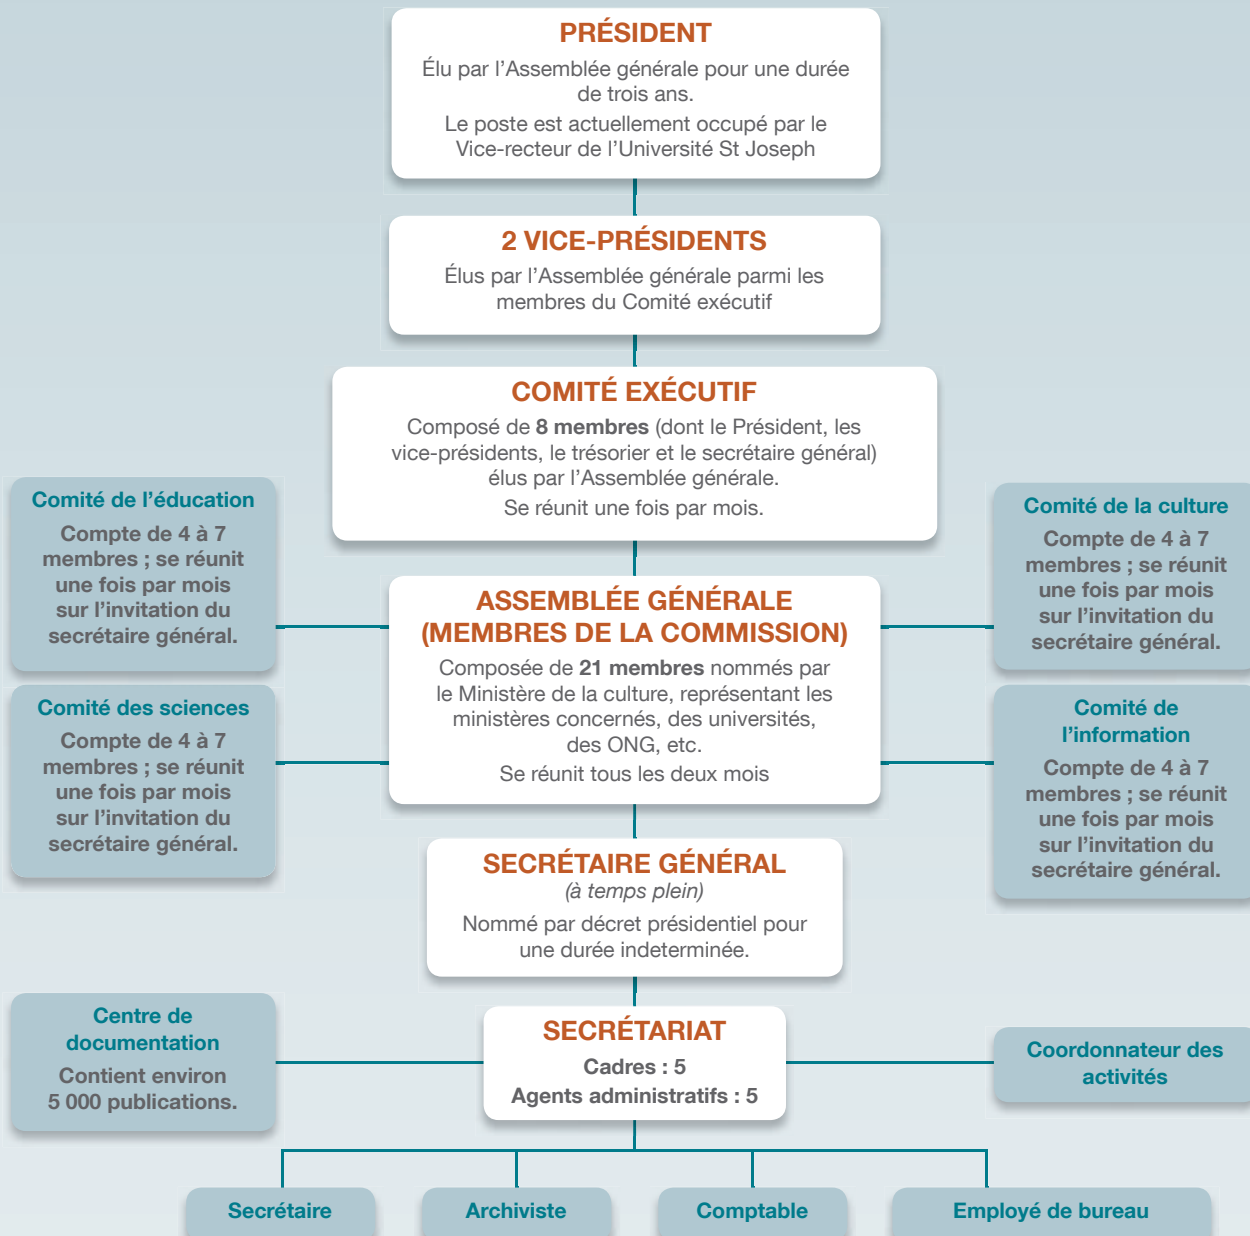 PRÉSIDENT
Élu par l’Assemblée générale pour une durée
de trois ans.
Le poste est actuellement occupé par le
Vice-recteur de l’Université St Joseph
2 VICE-PRÉSIDENTS
Élus par l’Assemblée générale parmi les
membres du Comité exécutif
COMITÉ EXÉCUTIF
Composé de 8 membres (dont le Président, les
vice-présidents, le trésorier et le secrétaire général)
élus par l’Assemblée générale.
Se réunit une fois par mois.
Comité de l’éducation
Compte de 4 à 7
membres ; se réunit
une fois par mois
sur l’invitation du
secrétaire général.
Comité de la culture
Compte de 4 à 7
membres ; se réunit
une fois par mois
sur l’invitation du
secrétaire général.
ASSEMBLÉE GÉNÉRALE
(MEMBRES DE LA COMMISSION)
Composée de 21 membres nommés par
le Ministère de la culture, représentant les
ministères concernés, des universités,
des ONG, etc.
Se réunit tous les deux mois
Comité des sciences
Compte de 4 à 7
membres ; se réunit
une fois par mois
sur l’invitation du
secrétaire général.
Comité de
l’information
Compte de 4 à 7
membres ; se réunit
une fois par mois
sur l’invitation du
secrétaire général.
SECRÉTAIRE GÉNÉRAL
(à temps plein)
Nommé par décret présidentiel pour
une durée indeterminée.
Centre de
documentation
Contient environ
5 000 publications.
SECRÉTARIAT
Cadres : 5
Agents administratifs : 5
Coordonnateur des
activités
Secrétaire
Archiviste
Comptable
Employé de bureau